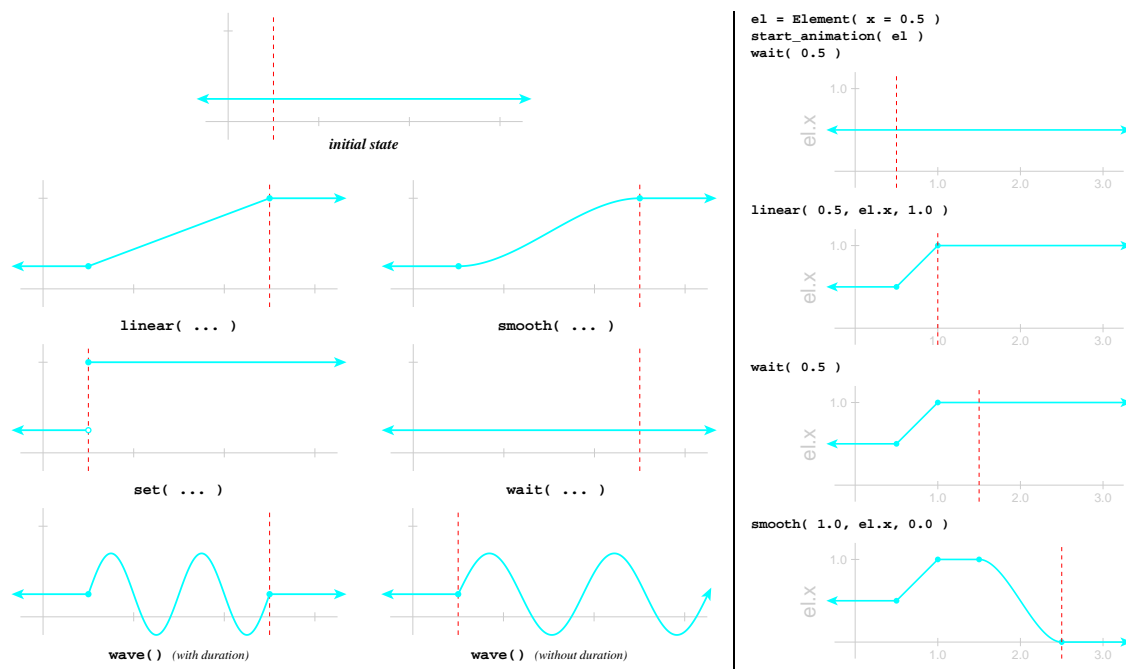 initial state
linear( ... )
smooth( ... )
set( ... )
wait( ... )
wave() (with duration)
wave() (without duration)
el = Element( x = 0.5 )
start_animation( el )
wait( 0.5 )
1.0
el.x
1.0 2.0 3.0
linear( 0.5, el.x, 1.0 )
1.0
el.x
1.0 2.0 3.0
wait( 0.5 )
1.0
el.x
1.0 2.0 3.0
smooth( 1.0, el.x, 0.0 )
1.0
el.x
1.0 2.0 3.0